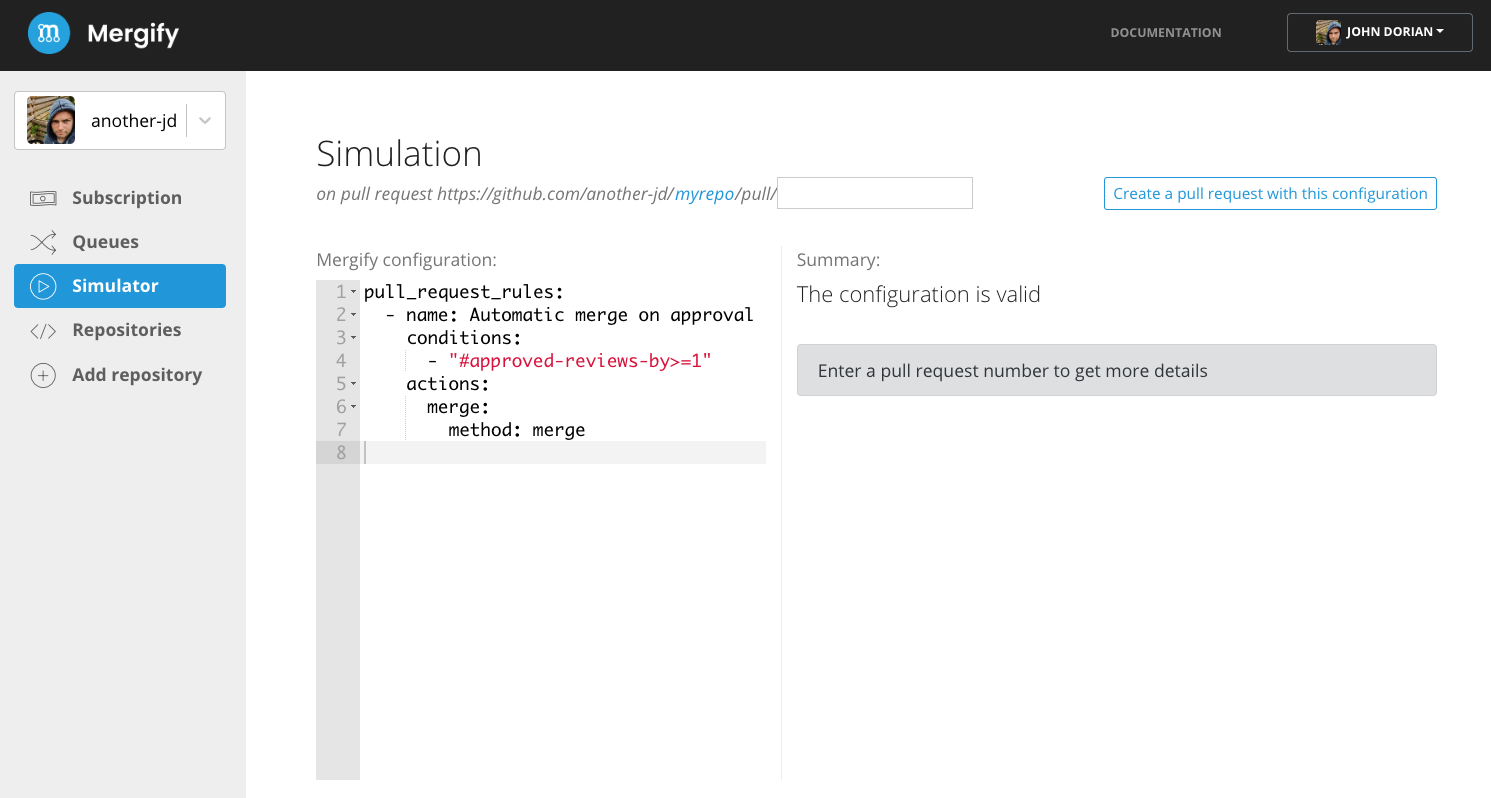 Mergify
DOCUMENTATION
JOHN DORIAN
another-jd
Subscription
Queues
Simulator
Repositories
Add repository
Simulation
on pull request https://github.com/another-jd/myrepo/pull/
Create a pull request with this configuration
Mergify configuration:
1 pull_request_rules:
2   - name: Automatic merge on approval
3     conditions:
4       - "#approved-reviews-by>=1"
5     actions:
6       merge:
7         method: merge
8
Summary:
The configuration is valid
Enter a pull request number to get more details